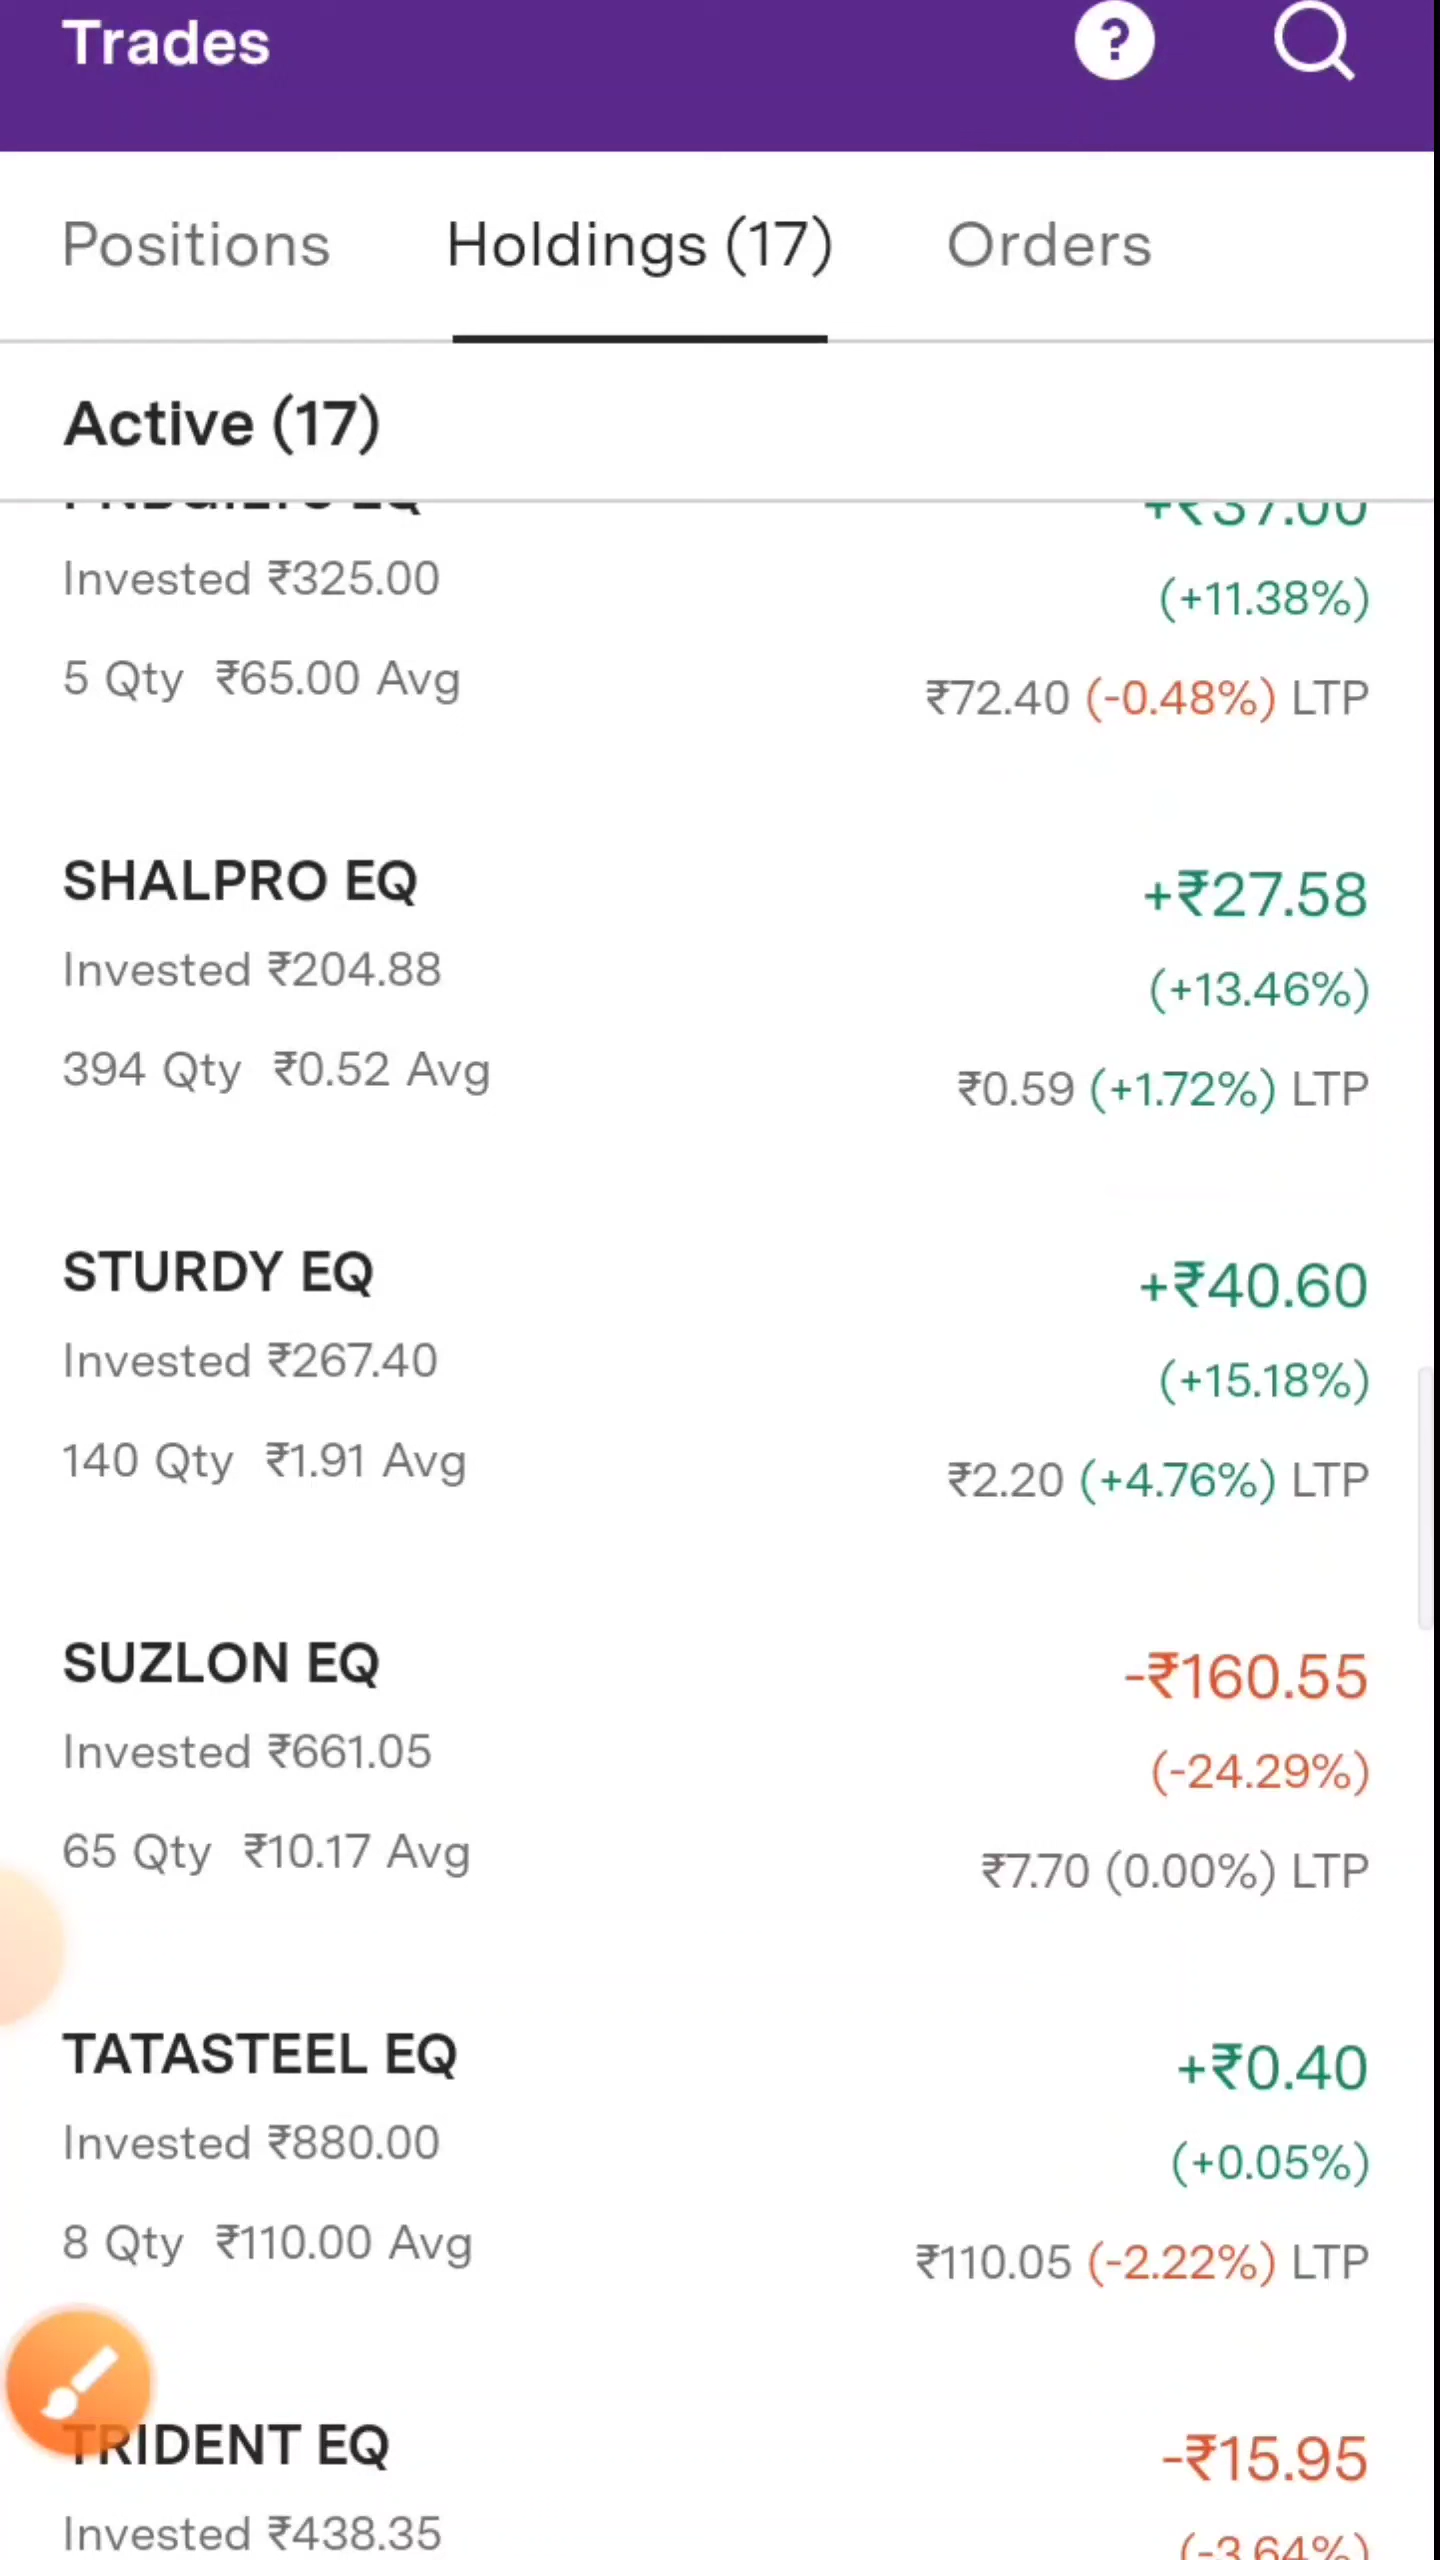 Trades
?
Positions Holdings (17) Orders
Active (17)
+₹37.00
Invested ₹325.00
(+11.38%)
5 Qty ₹65.00 Avg
₹72.40 (-0.48%) LTP
SHALPRO EQ
+₹27.58
Invested ₹204.88
(+13.46%)
394 Qty ₹0.52 Avg
₹0.59 (+1.72%) LTP
STURDY EQ
+₹40.60
Invested ₹267.40
(+15.18%)
140 Qty ₹1.91 Avg
₹2.20 (+4.76%) LTP
SUZLON EQ
-₹160.55
Invested ₹661.05
(-24.29%)
65 Qty ₹10.17 Avg
₹7.70 (0.00%) LTP
TATASTEEL EQ
+₹0.40
Invested ₹880.00
(+0.05%)
8 Qty ₹110.00 Avg
₹110.05 (-2.22%) LTP
TRIDENT EQ
-₹15.95
Invested ₹438.35
(-3.64%)